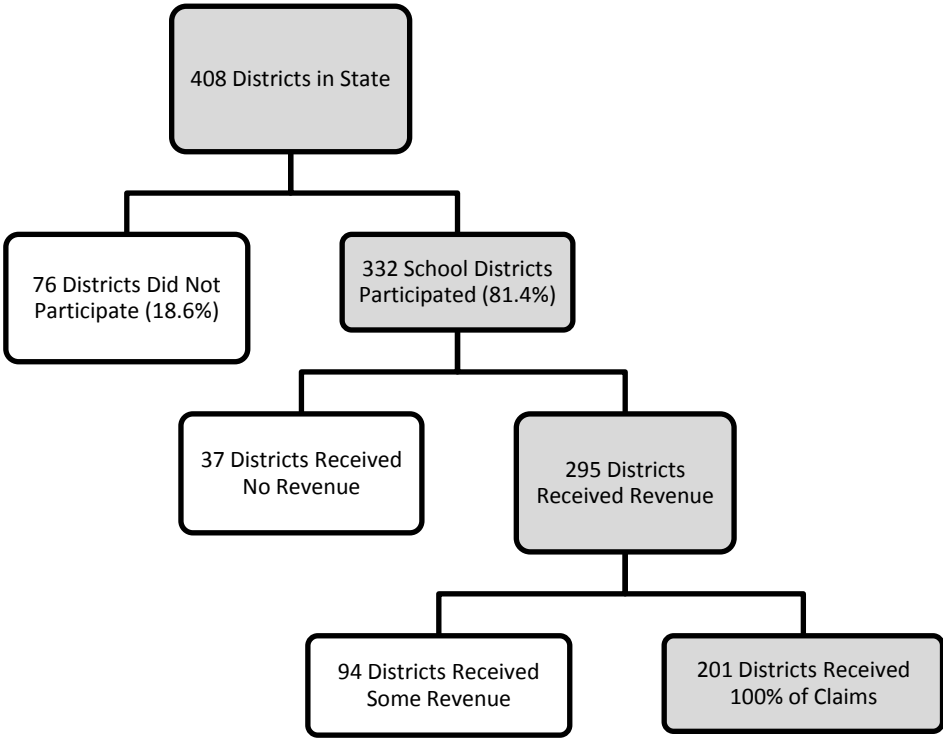 408 Districts in State
76 Districts Did Not
Participate (18.6%)
332 School Districts
Participated (81.4%)
37 Districts Received
No Revenue
295 Districts
Received Revenue
94 Districts Received
Some Revenue
201 Districts Received
100% of Claims